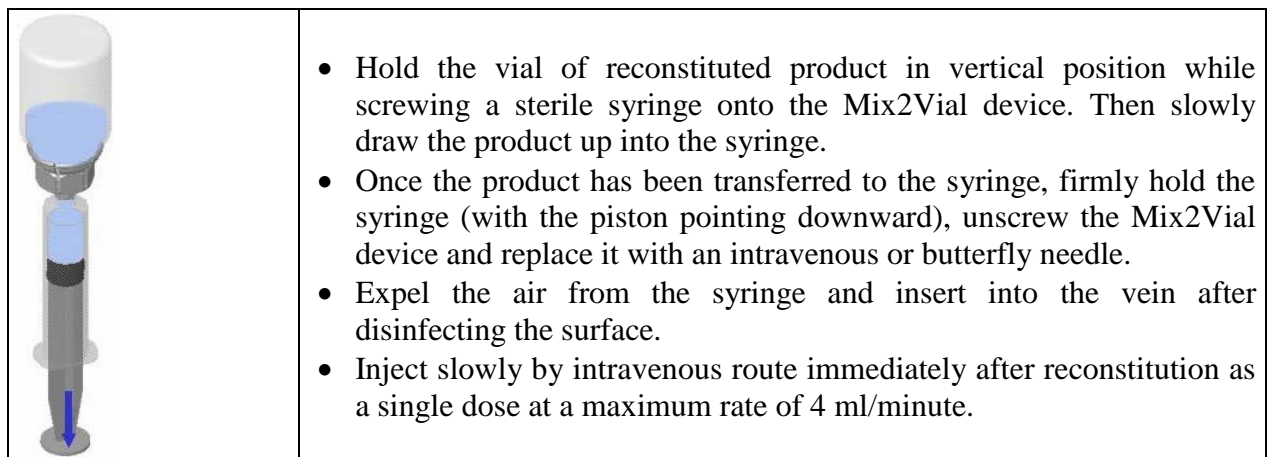 • Hold the vial of reconstituted product in vertical position while
screwing a sterile syringe onto the Mix2Vial device. Then slowly
draw the product up into the syringe.
• Once the product has been transferred to the syringe, firmly hold the
syringe (with the piston pointing downward), unscrew the Mix2Vial
device and replace it with an intravenous or butterfly needle.
• Expel the air from the syringe and insert into the vein after
disinfecting the surface.
• Inject slowly by intravenous route immediately after reconstitution as
a single dose at a maximum rate of 4 ml/minute.